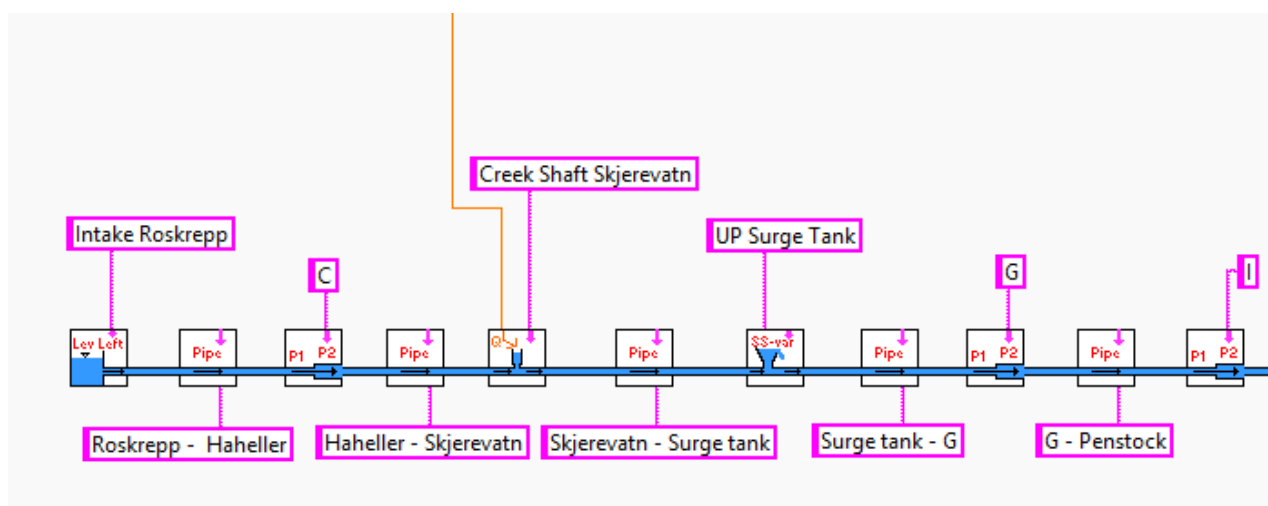 Creek Shaft Skjerevatn
Intake Roskrepp
UP Surge Tank
C
G
I
Lev Left
Pipe
P1 P2
Pipe
Q
Pipe
SS-var
Pipe
P1 P2
Pipe
P1 P2
Roskrepp - Haheller
Haheller - Skjerevatn
Skjerevatn - Surge tank
Surge tank - G
G - Penstock